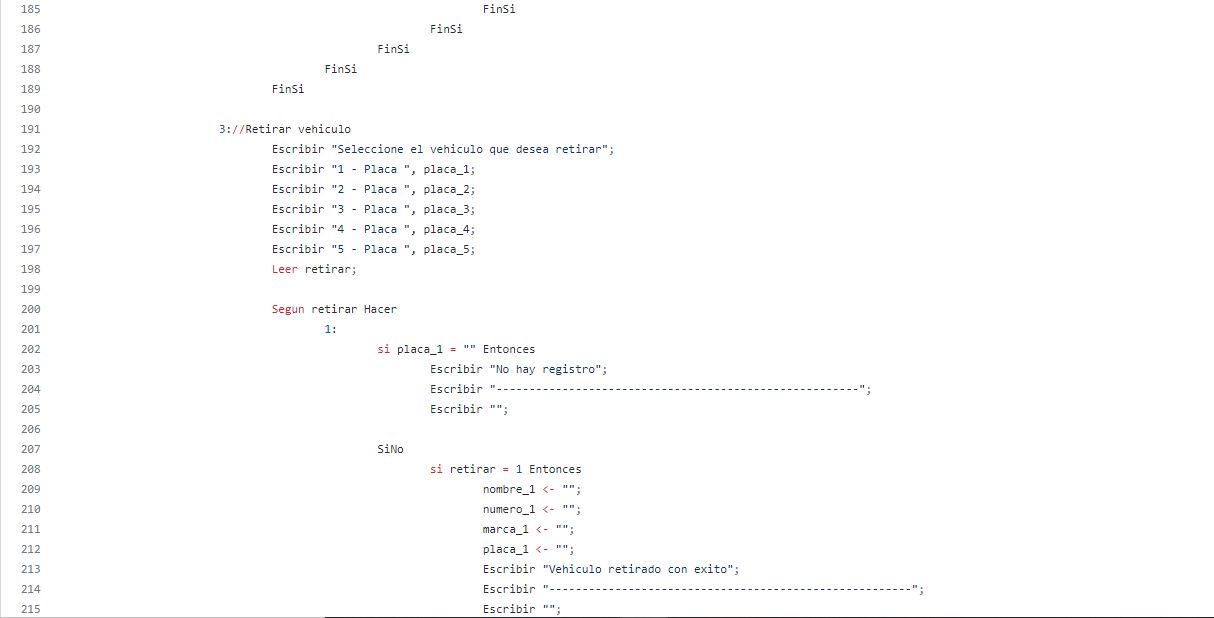 185 FinSi
186 FinSi
187 FinSi
188 FinSi
189 FinSi
190
191 3://Retirar vehiculo
192 Escribir "Seleccione el vehiculo que desea retirar";
193 Escribir "1 - Placa ", placa_1;
194 Escribir "2 - Placa ", placa_2;
195 Escribir "3 - Placa ", placa_3;
196 Escribir "4 - Placa ", placa_4;
197 Escribir "5 - Placa ", placa_5;
198 Leer retirar;
199
200 Segun retirar Hacer
201 1:
202 si placa_1 = "" Entonces
203 Escribir "No hay registro";
204 Escribir "-------------------------------------------------------";
205 Escribir "";
206
207 SiNo
208 si retirar = 1 Entonces
209 nombre_1 <- "";
210 numero_1 <- "";
211 marca_1 <- "";
212 placa_1 <- "";
213 Escribir "Vehiculo retirado con exito";
214 Escribir "-------------------------------------------------------";
215 Escribir "";